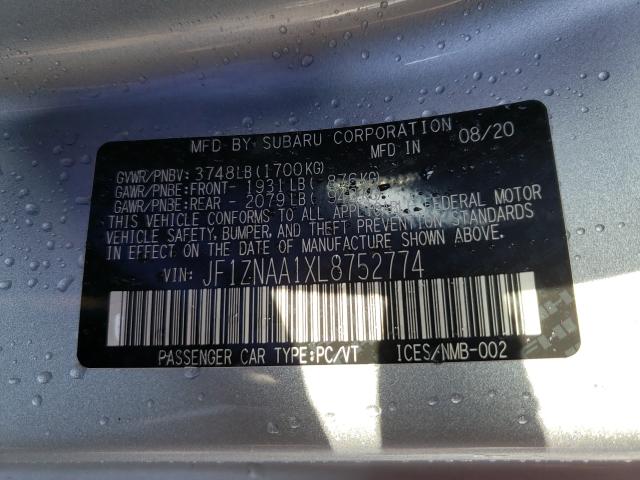 MFD BY SUBARU CORPORATION
MFD IN 08/20
GVWR/PNBV: 3748LB(1700KG)
GAWR/PNBE:FRONT- 1931LB( 876KG)
GAWR/PNBE:REAR - 2079LB(
THIS VEHICLE CONFORMS TO ALL FEDERAL MOTOR
VEHICLE SAFETY, BUMPER, AND THEFT PREVENTION STANDARDS
IN EFFECT ON THE DATE OF MANUFACTURE SHOWN ABOVE.
VIN: JF1ZNAA1XL8752774
PASSENGER CAR TYPE:PC/VT ICES/NMB-002